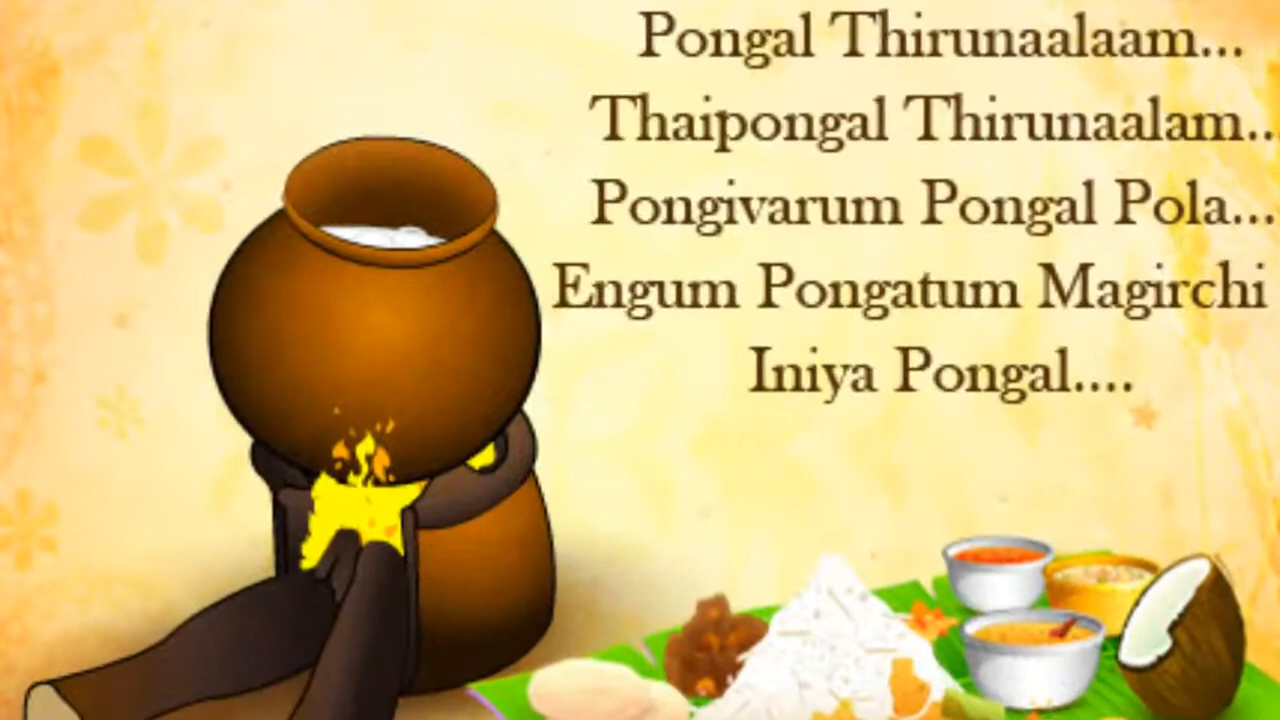 Pongal Thirunaalaam...
Thaipongal Thirunaalam..
Pongivarum Pongal Pola...
Engum Pongatum Magirchi
Iniya Pongal....